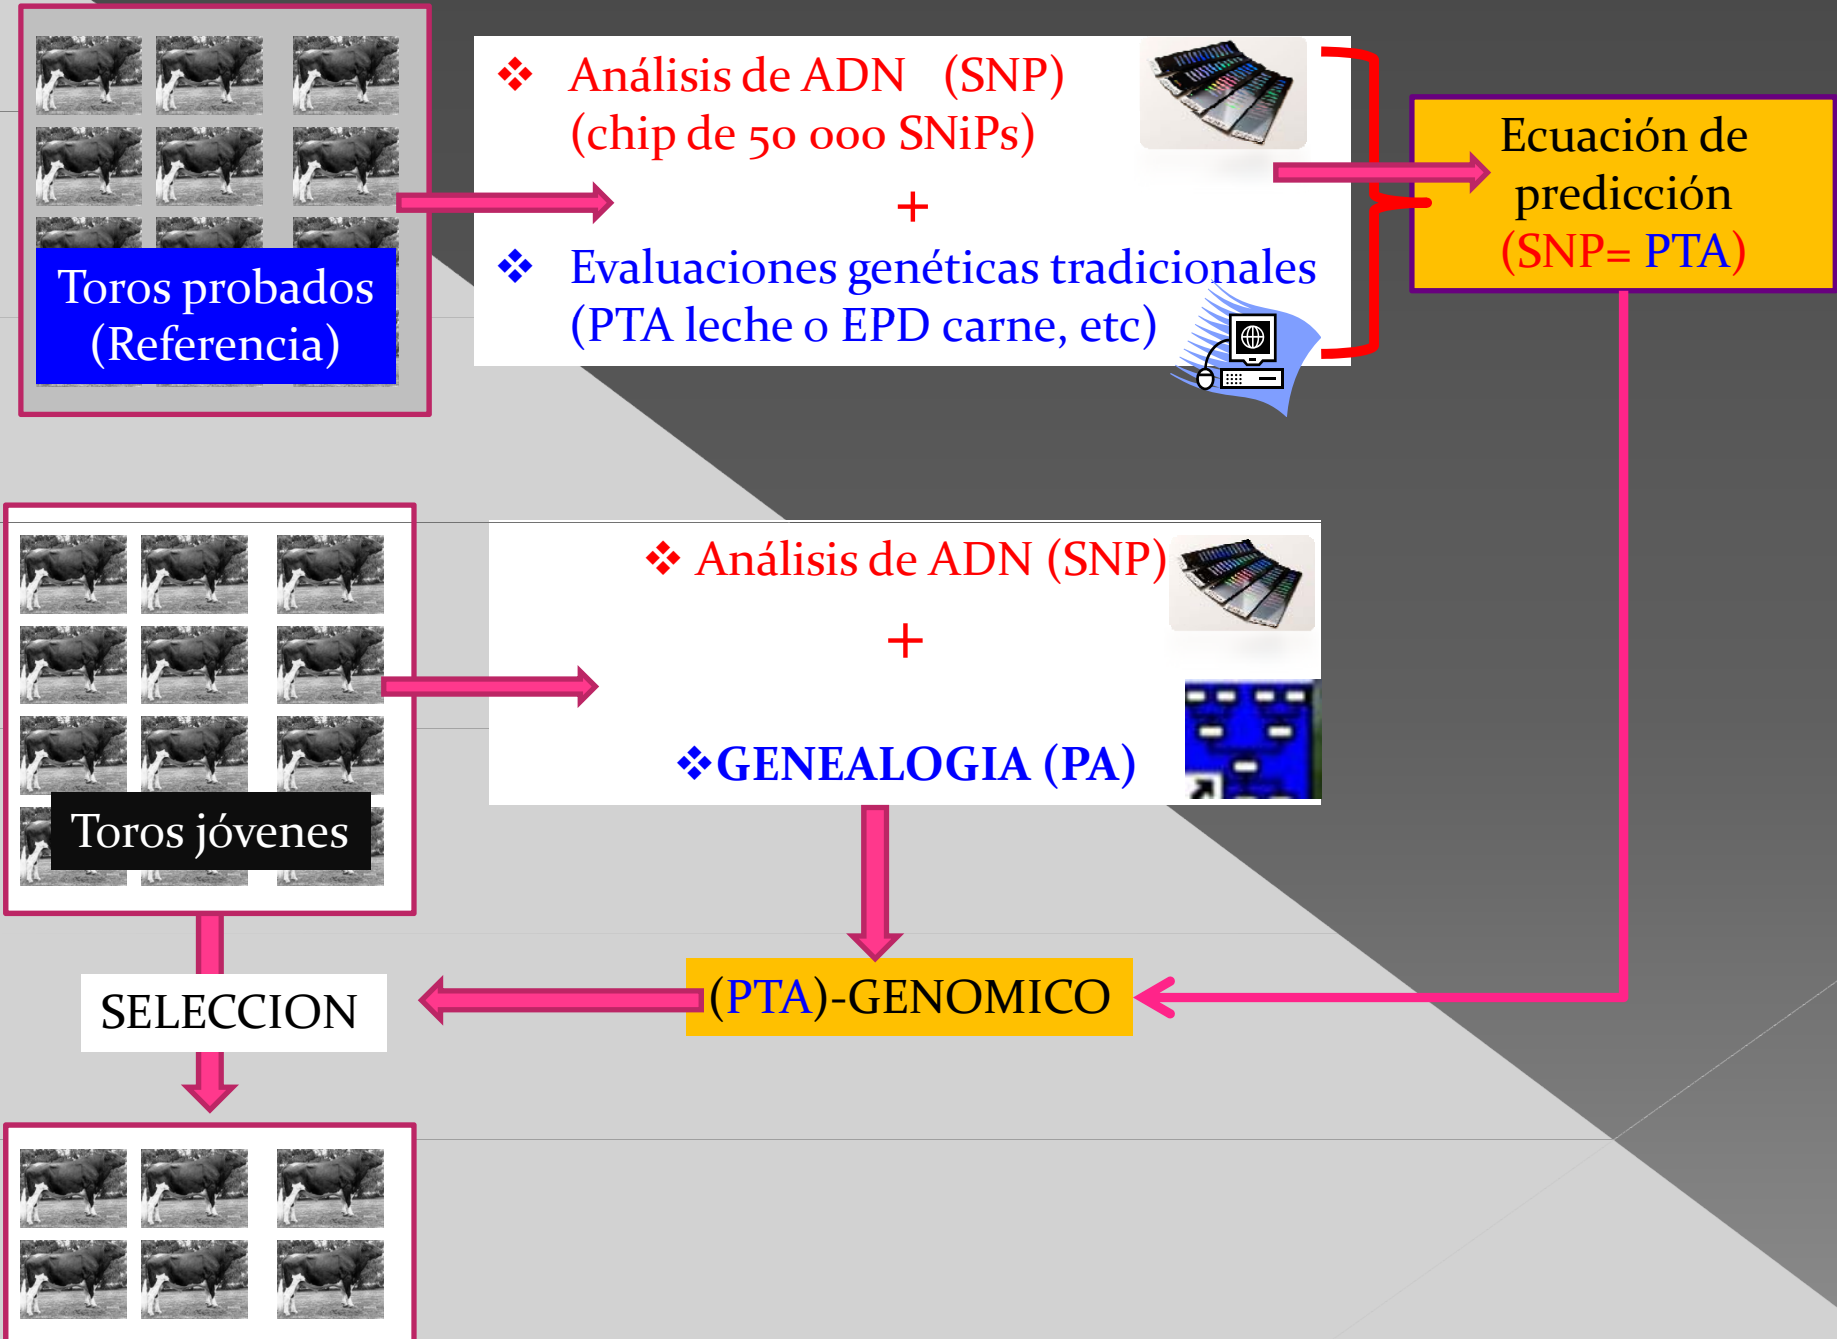 Toros probados
(Referencia)
❖ Análisis de ADN (SNP)
(chip de 50 000 SNiPs)
+
❖ Evaluaciones genéticas tradicionales
(PTA leche o EPD carne, etc)
Ecuación de
predicción
(SNP= PTA)
Toros jóvenes
❖ Análisis de ADN (SNP)
+
❖GENEALOGIA (PA)
(PTA)-GENOMICO
SELECCION